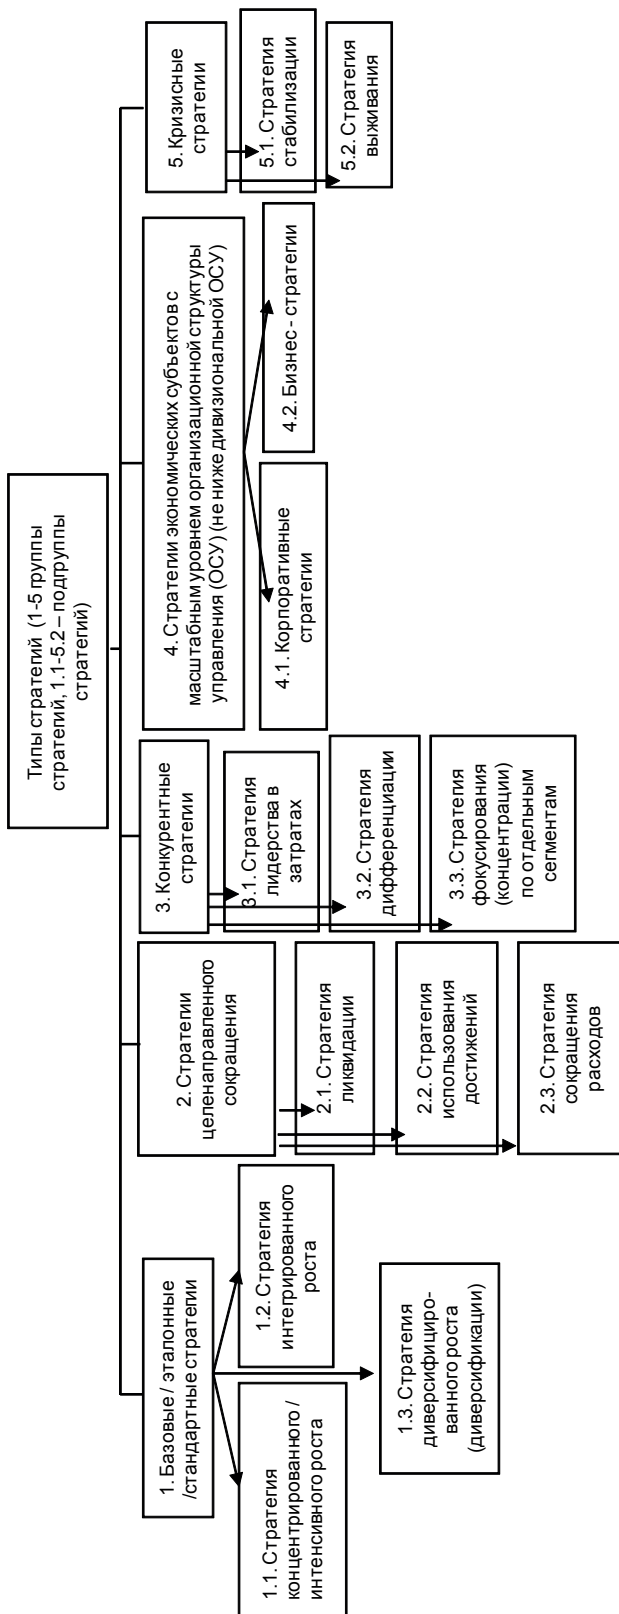 Типы стратегий (1-5 группы
стратегий, 1.1-5.2 – подгруппы
стратегий)
1. Базовые / эталонные
/стандартные стратегии
1.1. Стратегия
концентрированного /
интенсивного роста
1.2. Стратегия
интегрированного
роста
1.3. Стратегия
диверсифициро-
ванного роста
(диверсификации)
2. Стратегии
целенаправленного
сокращения
2.1. Стратегия
ликвидации
2.2. Стратегия
использования
достижений
2.3. Стратегия
сокращения
расходов
3. Конкурентные
стратегии
3.1. Стратегия
лидерства в
затратах
3.2. Стратегия
дифференциации
3.3. Стратегия
фокусирования
(концентрации)
по отдельным
сегментам
4. Стратегии экономических субъектов с
масштабным уровнем организационной структуры
управления (ОСУ) (не ниже дивизиональной ОСУ)
4.1. Корпоративные
стратегии
4.2. Бизнес - стратегии
5. Кризисные
стратегии
5.1. Стратегия
стабилизации
5.2. Стратегия
выживания